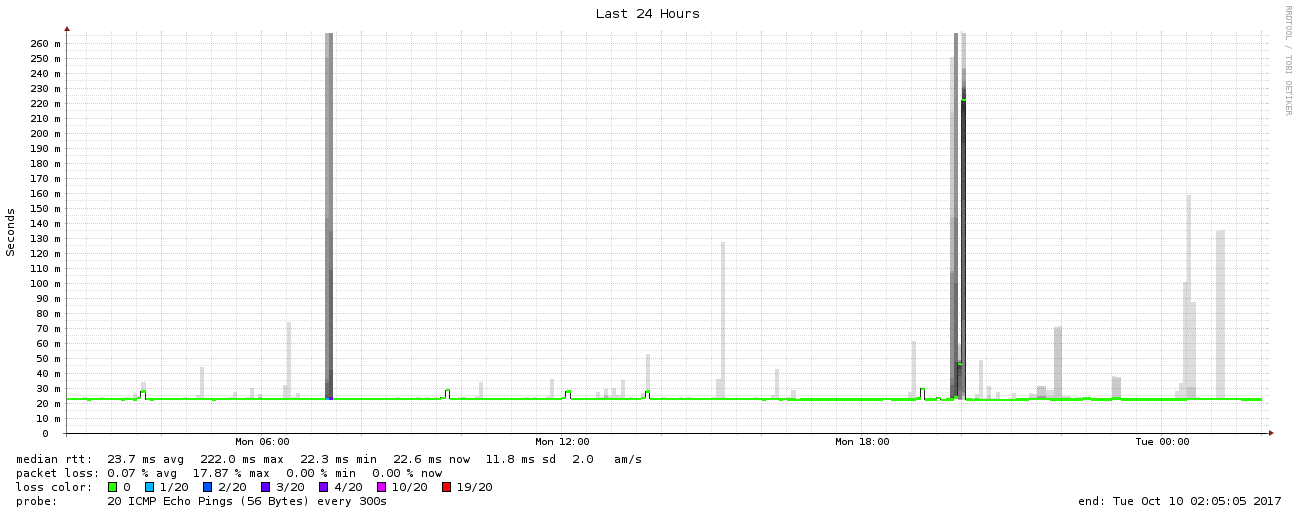 Last 24 Hours
RRDTOOL / TOBI OETIKER
Seconds
260 m
250 m
240 m
230 m
220 m
210 m
200 m
190 m
180 m
170 m
160 m
150 m
140 m
130 m
120 m
110 m
100 m
90 m
80 m
70 m
60 m
50 m
40 m
30 m
20 m
10 m
0
Mon 06:00 Mon 12:00 Mon 18:00 Tue 00:00
median rtt: 23.7 ms avg 222.0 ms max 22.3 ms min 22.6 ms now 11.8 ms sd 2.0 am/s
packet loss: 0.07 % avg 17.87 % max 0.00 % min 0.00 % now
loss color: 0 1/20 2/20 3/20 4/20 10/20 19/20
probe: 20 ICMP Echo Pings (56 Bytes) every 300s end: Tue Oct 10 02:05:05 2017